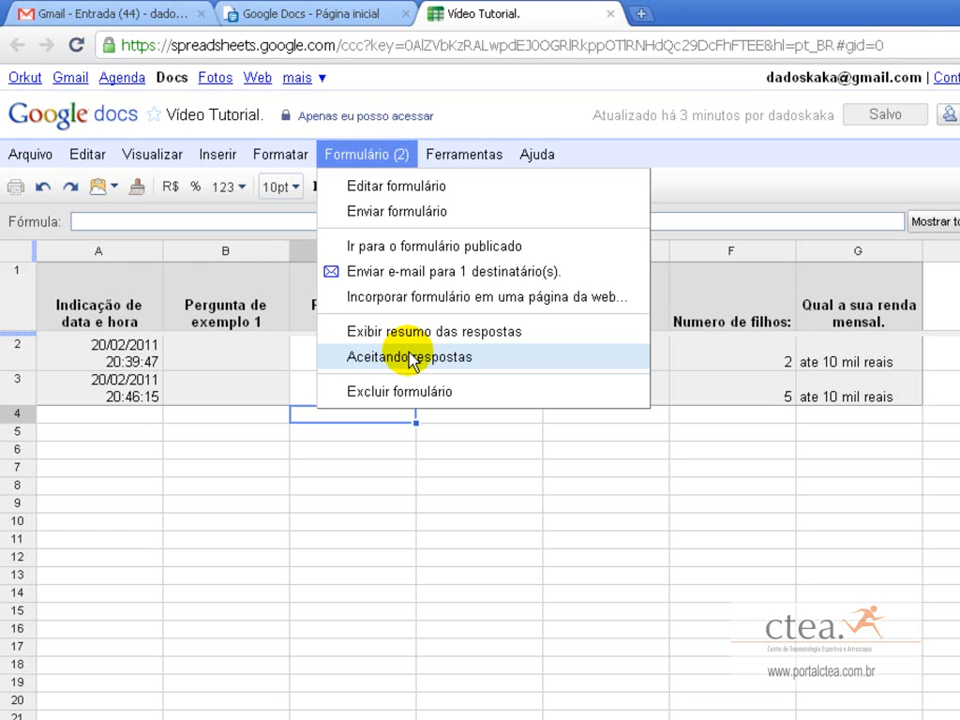 Gmail - Entrada (44) - dado... Google Docs - Página inicial Vídeo Tutorial.
https://spreadsheets.google.com/ccc?key=0AlZVbKzRALwpdEJ0OGRlRkppOTlRNHdQc29DcFhFTEE&hl=pt_BR#gid=0
Orkut Gmail Agenda Docs Fotos Web mais ▼ dadoskaka@gmail.com | Conf
Google docs Vídeo Tutorial. Apenas eu posso acessar Atualizado há 3 minutos por dadoskaka Salvo
Arquivo Editar Visualizar Inserir Formatar Formulário (2) Ferramentas Ajuda
R$ % 123 10pt
Fórmula: Mostrar to
Editar formulário
Enviar formulário
Ir para o formulário publicado
Enviar e-mail para 1 destinatário(s).
Incorporar formulário em uma página da web...
Exibir resumo das respostas
Aceitando respostas
Excluir formulário
A B F G
1 Indicação de data e hora Pergunta de exemplo 1 Numero de filhos: Qual a sua renda mensal.
2 20/02/2011 20:39:47 2 ate 10 mil reais
3 20/02/2011 20:46:15 5 ate 10 mil reais
4
5
6
7
8
9
10
11
12
13
14
15
16
17
18
19
20
21
ctea.
Centro de Traumatologia Esportiva e Artroscopia
www.portalctea.com.br